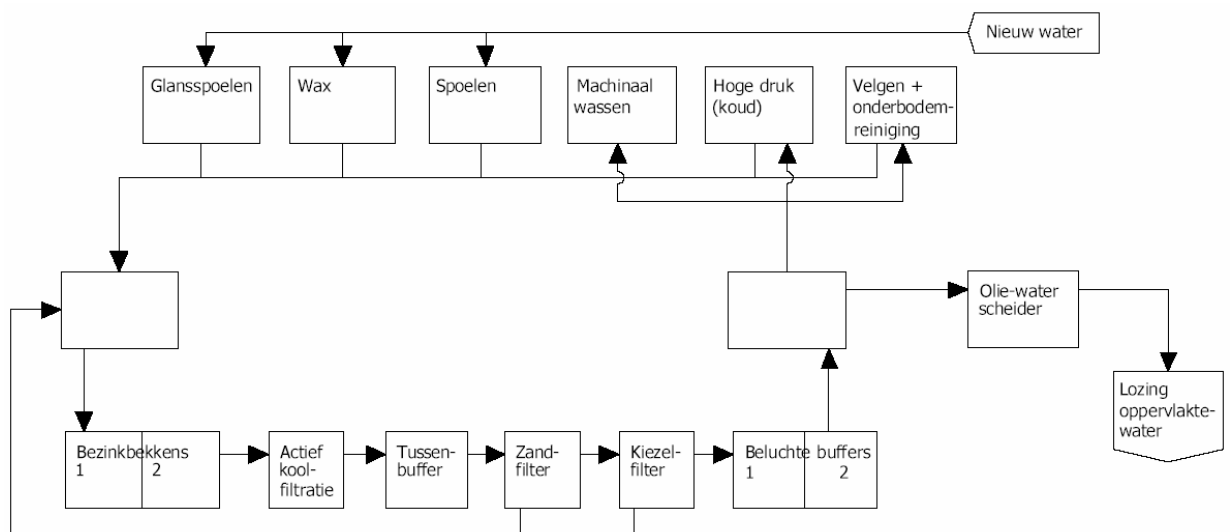 Nieuw water
Glansspoelen
Wax
Spoelen
Machinaal
wassen
Hoge druk
(koud)
Velgen +
onderbodem-
reiniging
Olie-water
scheider
Lozing
oppervlakte-
water
Bezinkbekkens
1 2
Actief
kool-
filtratie
Tussen-
buffer
Zand-
filter
Kiezel-
filter
Beluchte buffers
1 2